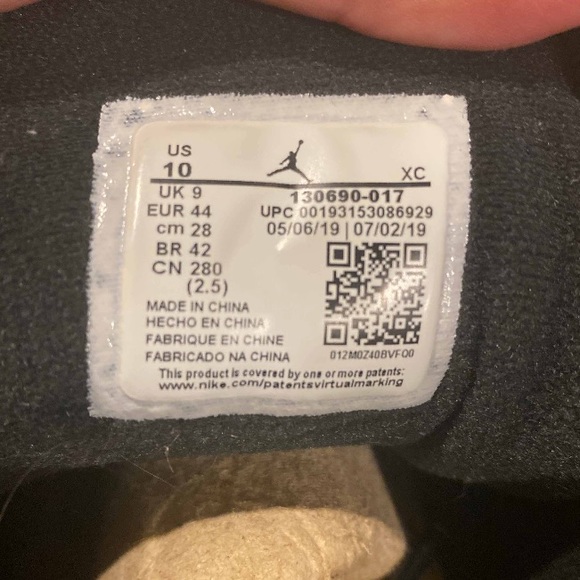 US
10
XC
UK 9
130690-017
EUR 44
UPC 00193153086929
cm 28
05/06/19 | 07/02/19
BR 42
CN 280
(2.5)
MADE IN CHINA
HECHO EN CHINA
FABRIQUE EN CHINE
FABRICADO NA CHINA
012M0Z40BVFO0
This product is covered by one or more patents:
www.nike.com/patentsvirtualmarking